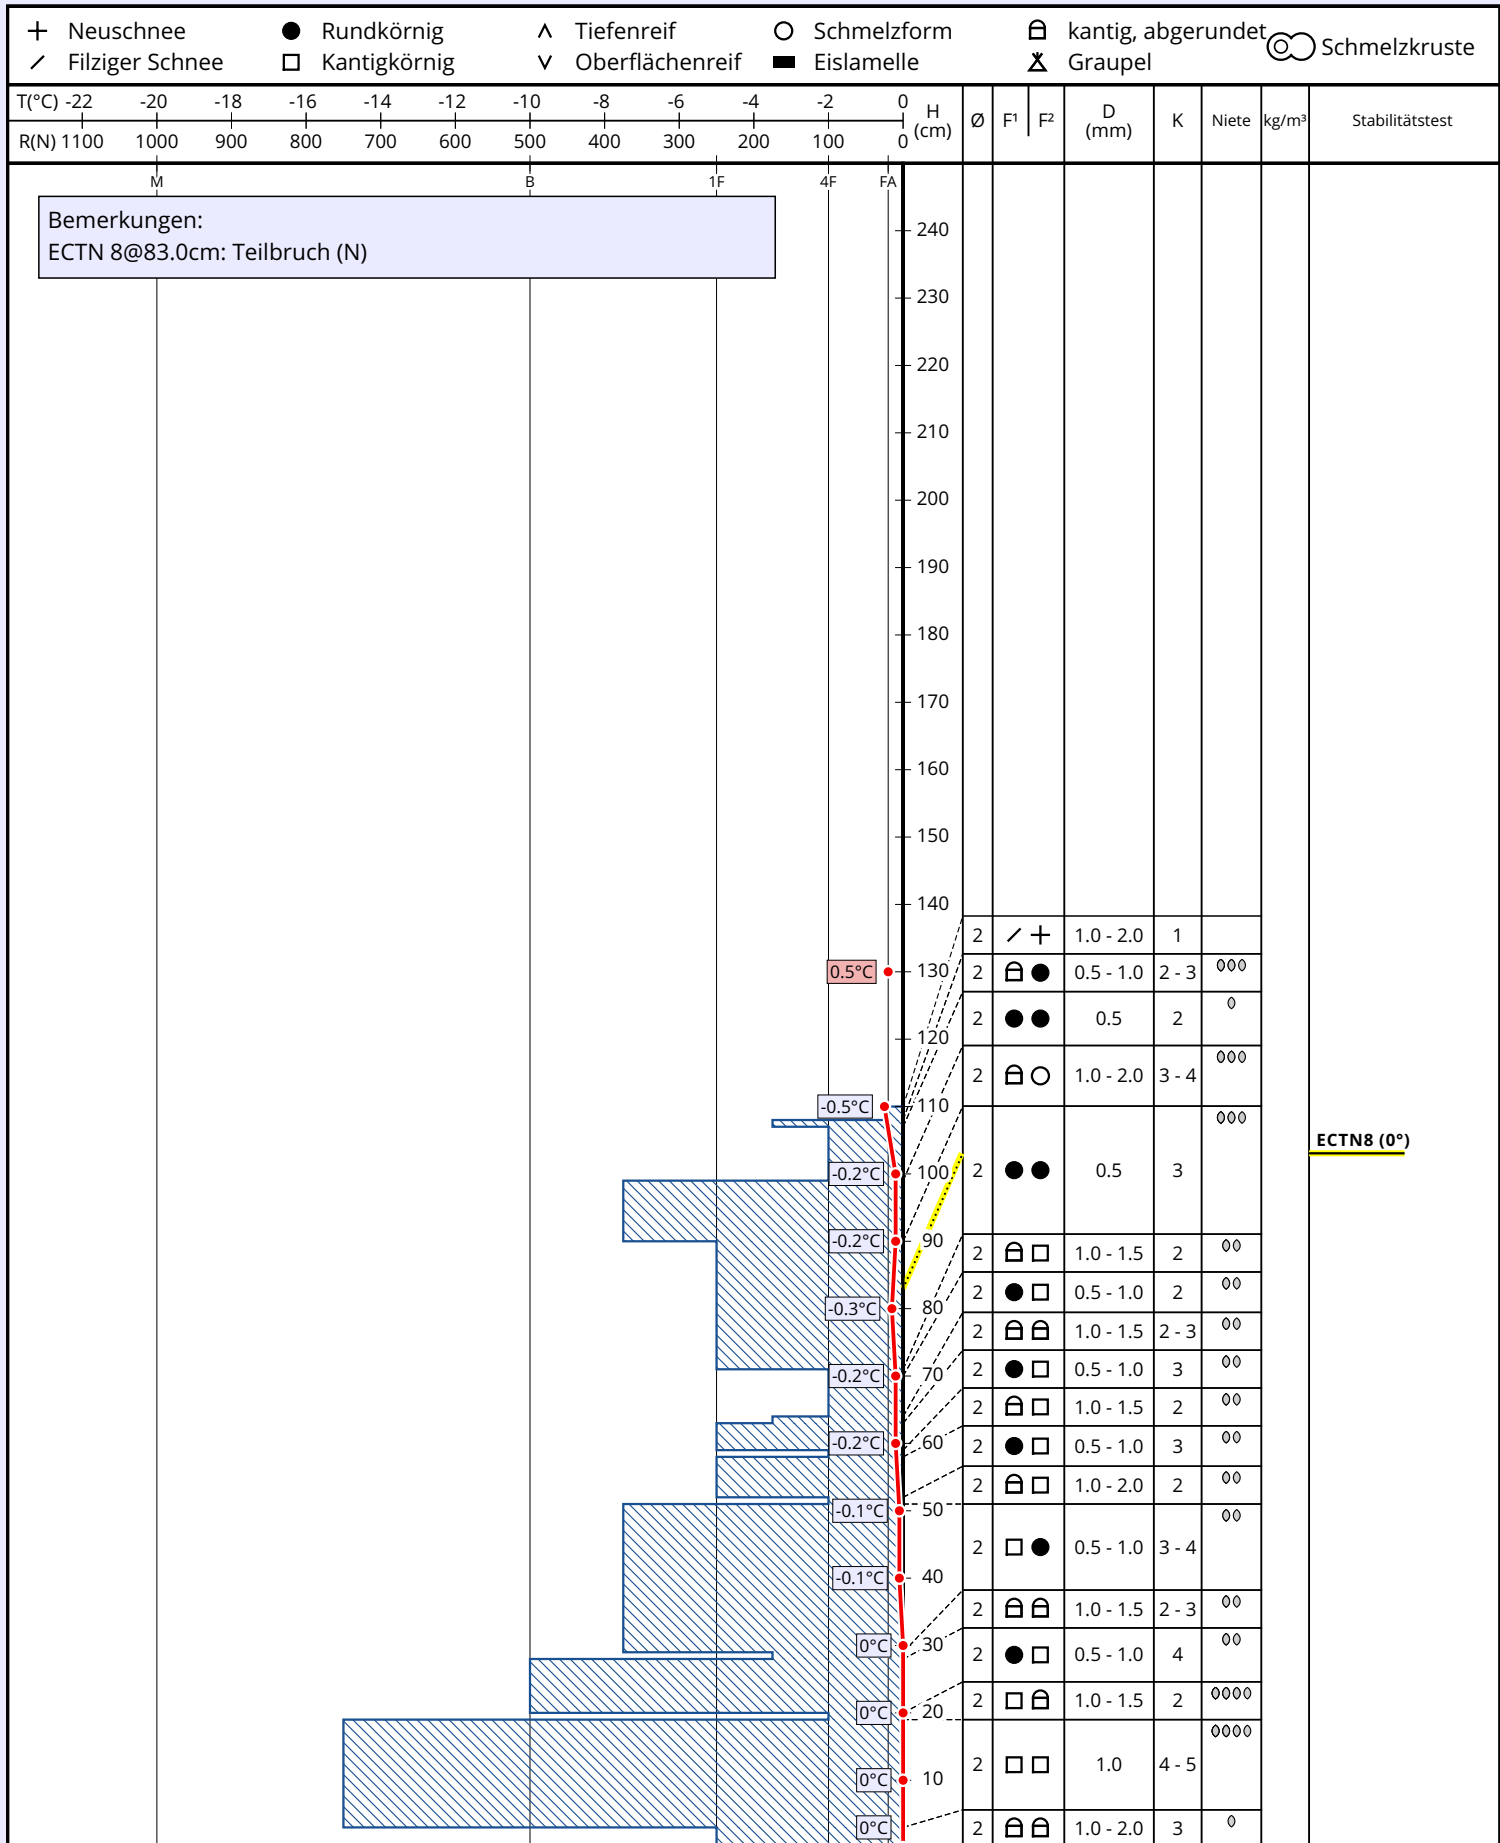 Neuschnee Rundkörnig Tiefenreif Schmelzform kantig, abgerundet Schmelzkruste
Filziger Schnee Kantigkörnig Oberflächenreif Eislamelle Graupel
T(°C) -22 -20 -18 -16 -14 -12 -10 -8 -6 -4 -2 0
R(N) 1100 1000 900 800 700 600 500 400 300 200 100 0
H (cm) Ø F¹ F² D (mm) K Niete kg/m³ Stabilitätstest
M B 1F 4F FA
Bemerkungen:
ECTN 8@83.0cm: Teilbruch (N)
240
230
220
210
200
190
180
170
160
150
140
2 1.0 - 2.0 1
0.5°C 130 2 0.5 - 1.0 2 - 3
2 0.5 2
120
2 1.0 - 2.0 3 - 4
-0.5°C 110
ECTN8 (0°)
-0.2°C 100 2 0.5 3
-0.2°C 90
2 1.0 - 1.5 2
2 0.5 - 1.0 2
-0.3°C 80
2 1.0 - 1.5 2 - 3
-0.2°C 70 2 0.5 - 1.0 3
2 1.0 - 1.5 2
-0.2°C 60 2 0.5 - 1.0 3
2 1.0 - 2.0 2
-0.1°C 50
2 0.5 - 1.0 3 - 4
-0.1°C 40
2 1.0 - 1.5 2 - 3
0°C 30 2 0.5 - 1.0 4
2 1.0 - 1.5 2
0°C 20
2 1.0 4 - 5
0°C 10
0°C 2 1.0 - 2.0 3